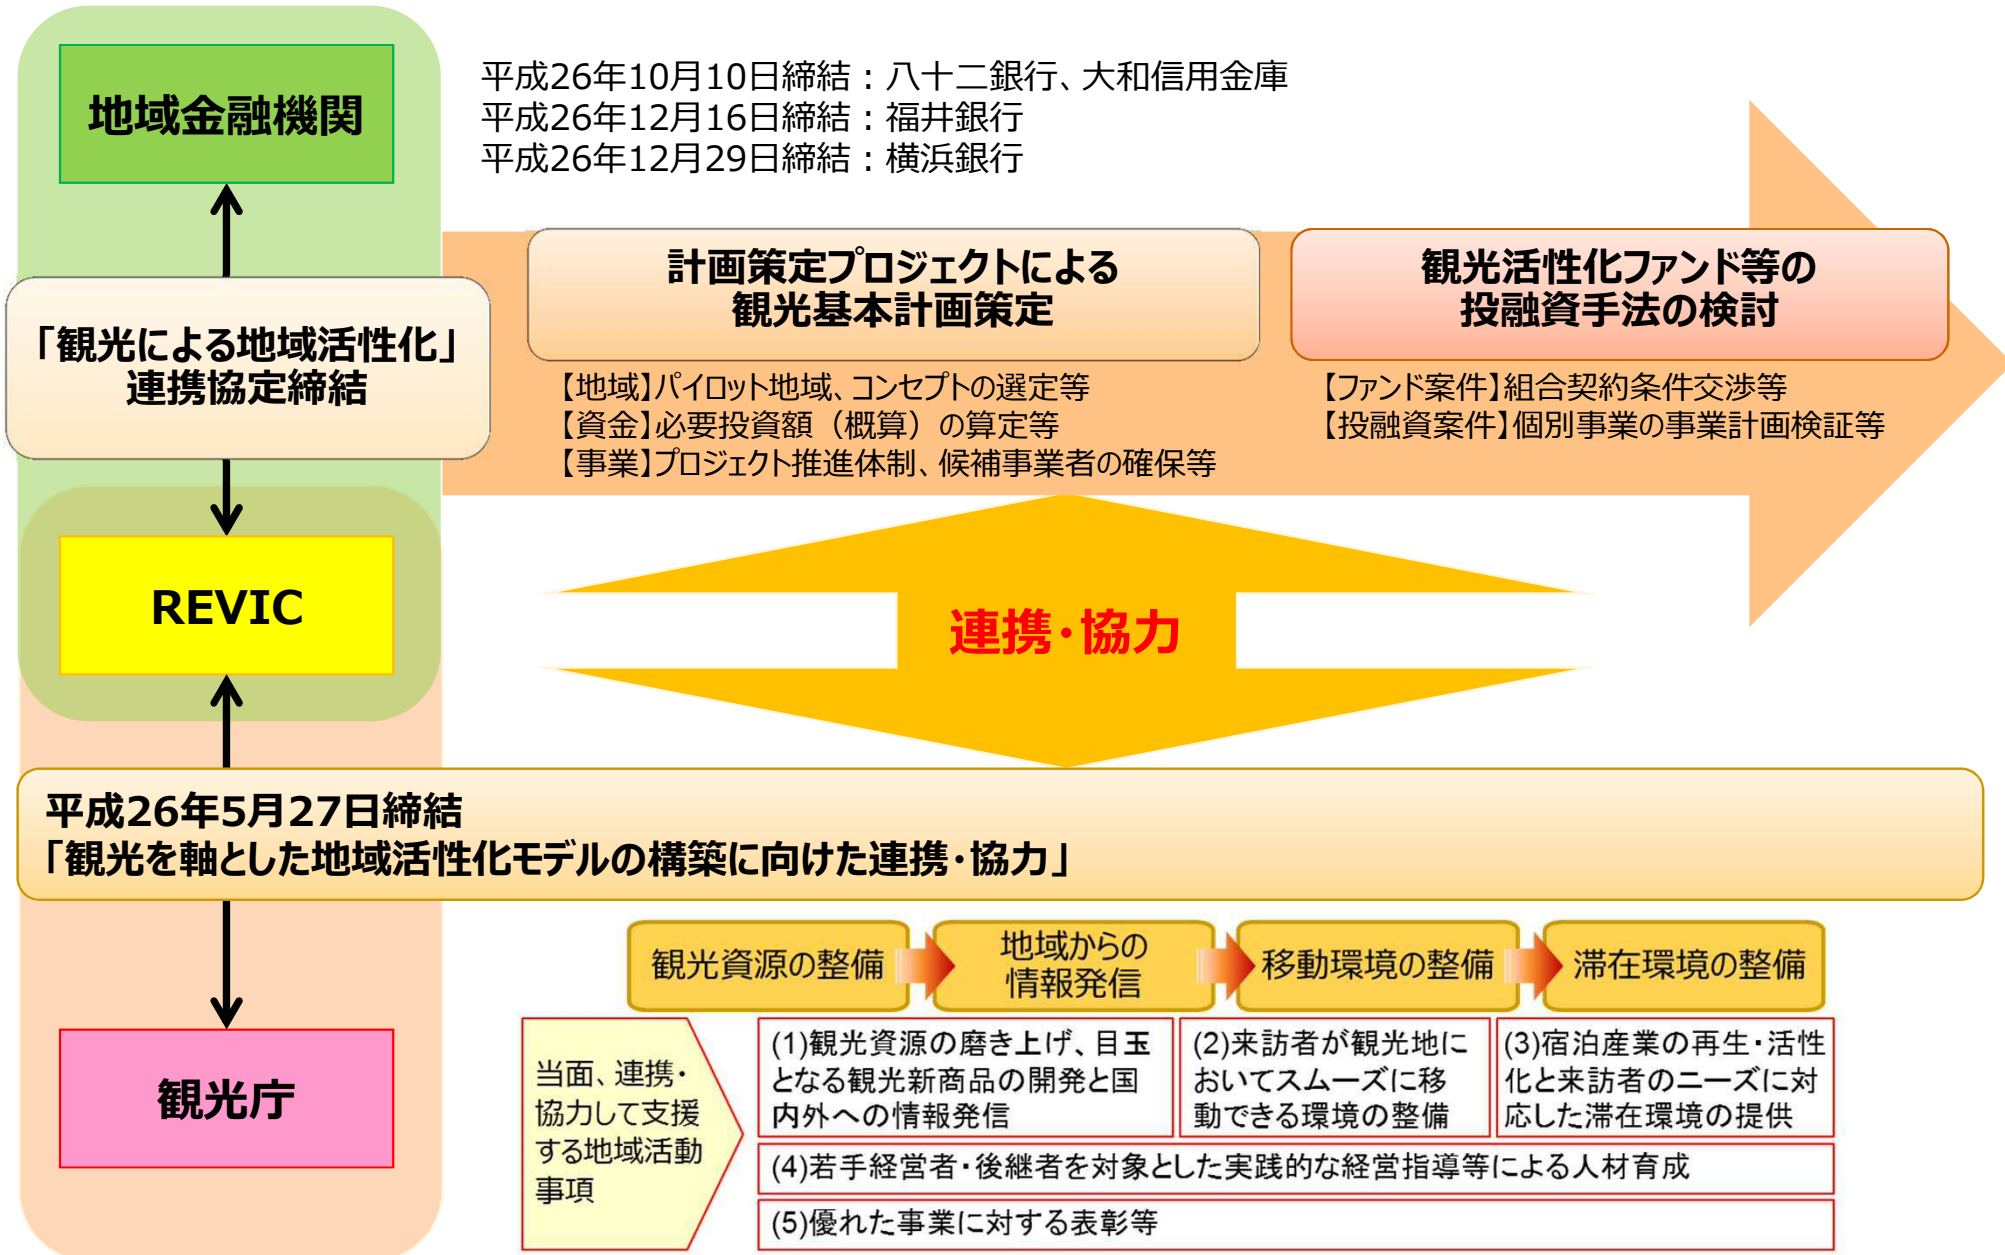 地域金融機関
平成26年10月10日締結：八十二銀行、大和信用金庫
平成26年12月16日締結：福井銀行
平成26年12月29日締結：横浜銀行
「観光による地域活性化」
連携協定締結
計画策定プロジェクトによる
観光基本計画策定
【地域】パイロット地域、コンセプトの選定等
【資金】必要投資額（概算）の算定等
【事業】プロジェクト推進体制、候補事業者の確保等
観光活性化ファンド等の
投融資手法の検討
【ファンド案件】組合契約条件交渉等
【投融資案件】個別事業の事業計画検証等
REVIC
連携・協力
平成26年5月27日締結
「観光を軸とした地域活性化モデルの構築に向けた連携・協力」
観光庁
観光資源の整備
地域からの
情報発信
移動環境の整備
滞在環境の整備
当面、連携・
協力して支援
する地域活動
事項
(1)観光資源の磨き上げ、目玉
となる観光新商品の開発と国
内外への情報発信
(2)来訪者が観光地に
おいてスムーズに移
動できる環境の整備
(3)宿泊産業の再生・活性
化と来訪者のニーズに対
応した滞在環境の提供
(4)若手経営者・後継者を対象とした実践的な経営指導等による人材育成
(5)優れた事業に対する表彰等